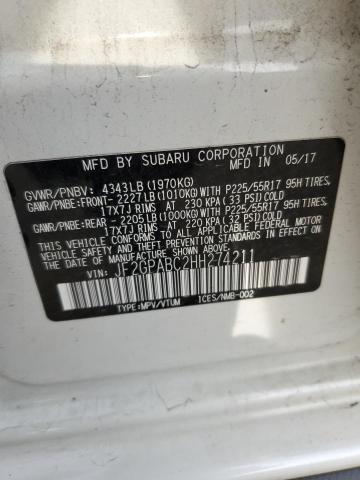 MFD. BY SUBARU CORPORATION 05/17
GVWR/PNBV: 4343LB (1970KG)
GAWR/PNBE:FRONT- 2227LB (1010KG)WITH P225/55R17 95H TIRES,
17X7J RIMS AT 230 KPA (33 PSI) COLD
GAWR/PNBE:REAR -2205 LB (1000KG)WITH P225/55R17 95H TIRES,
17X7J RIMS AT 220 KPA (32 PSI) COLD
THIS VEHICLE CONFORMS TO ALL APPLICABLE FEDERAL MOTOR
VEHICLE SAFETY, BUMPER, AND THEFT PREVENTION STANDARDS
IN EFFECT ON THE DATE OF MANUFACTURE SHOWN ABOVE.
VIN: JF2GPABC2HH274211
TYPE:MPV/VTUM ICES/NMB-002